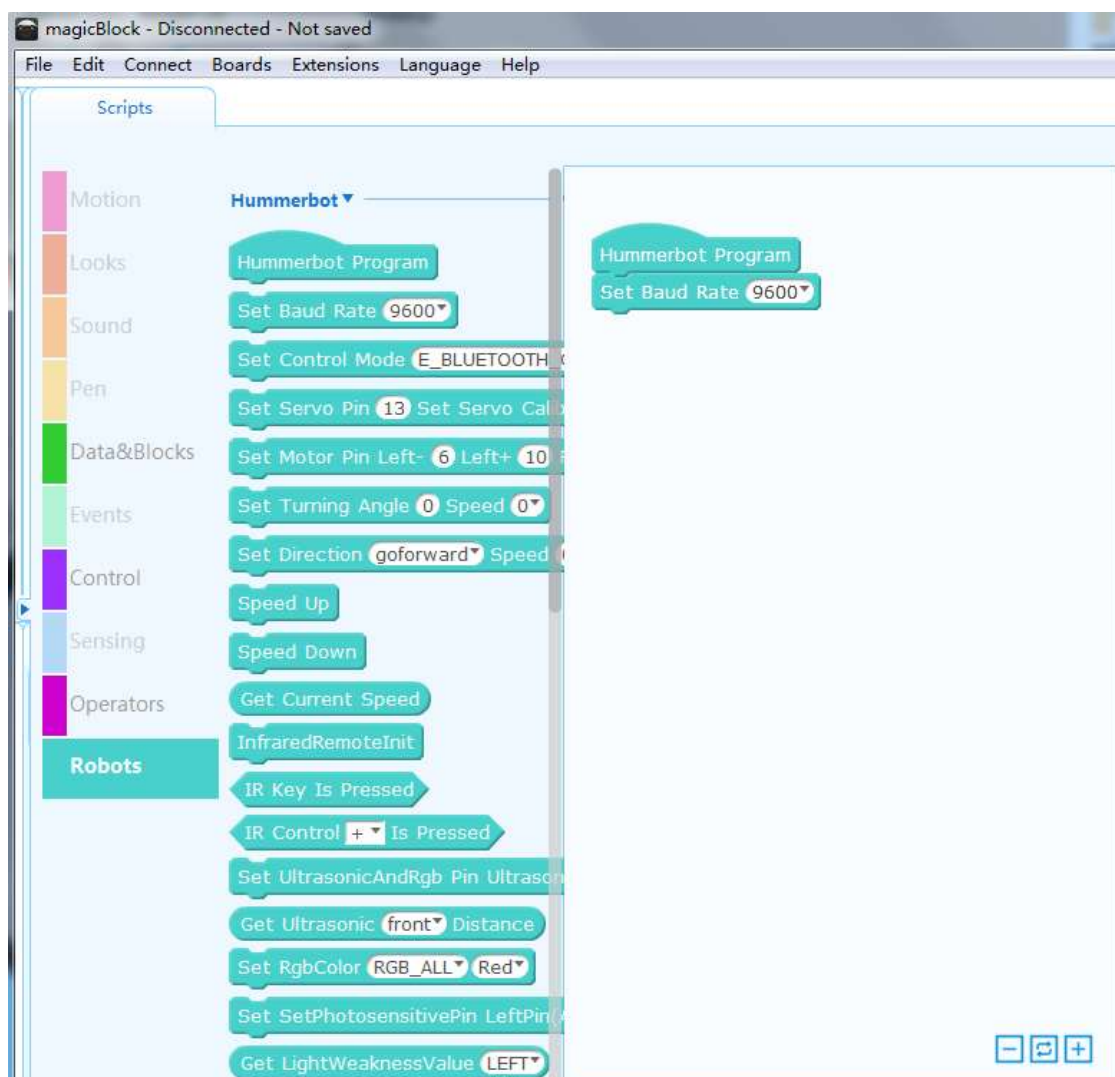 magicBlock - Disconnected - Not saved
File Edit Connect Boards Extensions Language Help
Scripts
Motion
Looks
Sound
Pen
Data&Blocks
Events
Control
Sensing
Operators
Robots
Hummerbot
Hummerbot Program
Set Baud Rate 9600
Set Control Mode E_BLUETOOTH_
Set Servo Pin 13 Set Servo
Set Motor Pin Left- 6 Left+ 10
Set Turning Angle 0 Speed 0
Set Direction goforward Speed
Speed Up
Speed Down
Get Current Speed
InfraredRemoteInit
IR Key Is Pressed
IR Control + Is Pressed
Set UltrasonicAndRgb Pin
Get Ultrasonic front Distance
Set RgbColor RGB_ALL Red
Set SetPhotosensitivePin LeftPin(
Get LightWeaknessValue LEFT
Hummerbot Program
Set Baud Rate 9600